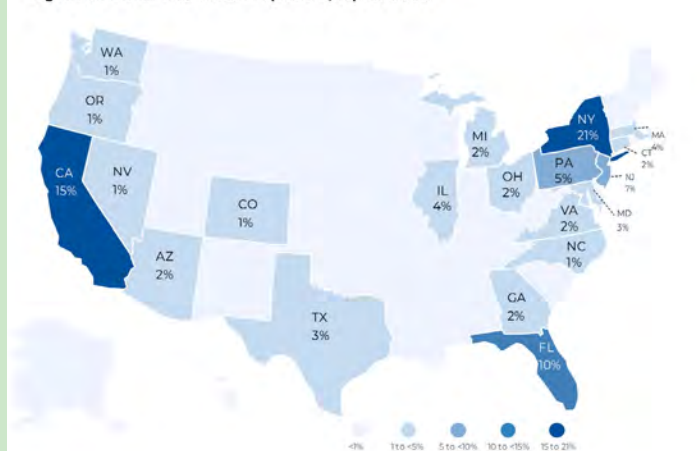 WA
1%
OR
1%
CA
15%
NV
1%
AZ
2%
CO
1%
TX
3%
IL
4%
MI
2%
OH
2%
NY
21%
PA
5%
MA
4%
CT
2%
NJ
7%
MD
3%
VA
2%
NC
1%
GA
2%
FL
10%
<1% 1 to <5% 5 to <10% 10 to <15% 15 to 21%